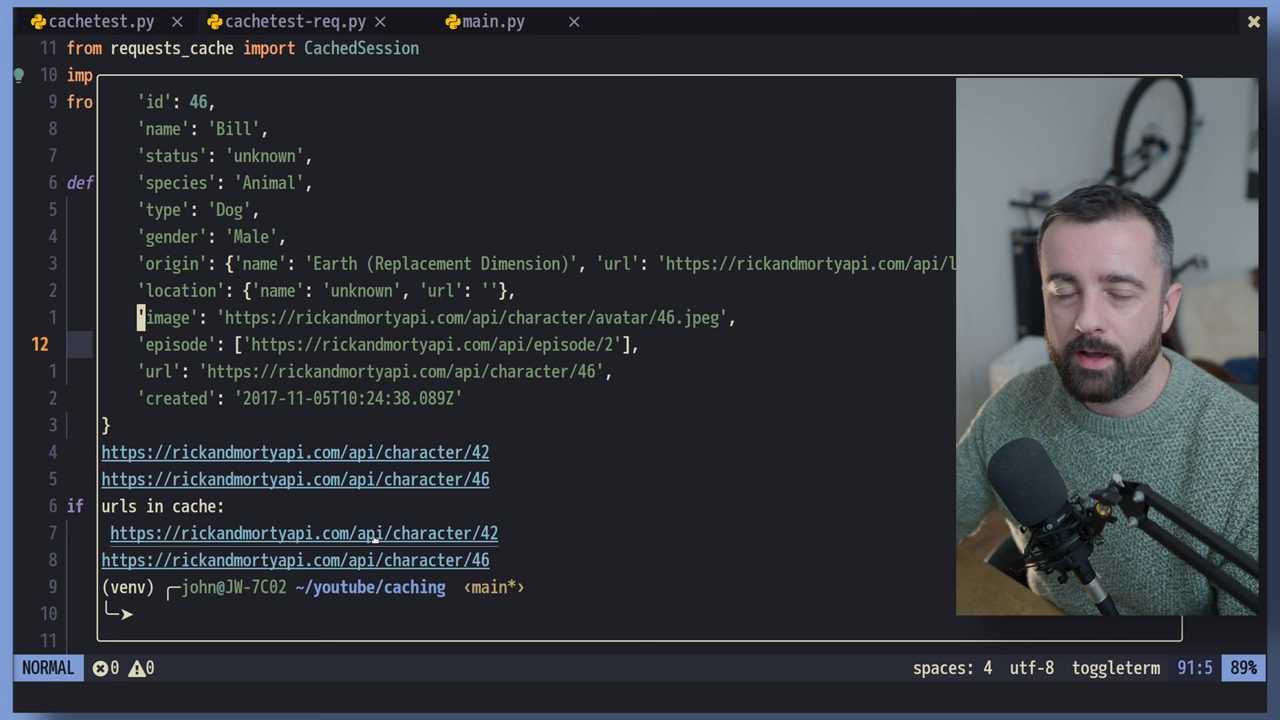 cachetest.py ✕ cachetest-req.py ✕ main.py ✕ ✕
11 from requests_cache import CachedSession
10 imp
9 fro
8
7
6 def
5
4
3
2
1
12
1
2
3
4
5
6 if
7
8
9
10
11
'id': 46,
'name': 'Bill',
'status': 'unknown',
'species': 'Animal',
'type': 'Dog',
'gender': 'Male',
'origin': {'name': 'Earth (Replacement Dimension)', 'url': 'https://rickandmortyapi.com/api/l
'location': {'name': 'unknown', 'url': ''},
'image': 'https://rickandmortyapi.com/api/character/avatar/46.jpeg',
'episode': ['https://rickandmortyapi.com/api/episode/2'],
'url': 'https://rickandmortyapi.com/api/character/46',
'created': '2017-11-05T10:24:38.089Z'
}
https://rickandmortyapi.com/api/character/42
https://rickandmortyapi.com/api/character/46
urls in cache:
https://rickandmortyapi.com/api/character/42
https://rickandmortyapi.com/api/character/46
(venv) ╭─john@JW-7C02 ~/youtube/caching ‹main*›
╰─➤
NORMAL 0 0 spaces: 4 utf-8 toggleterm 91:5 89%